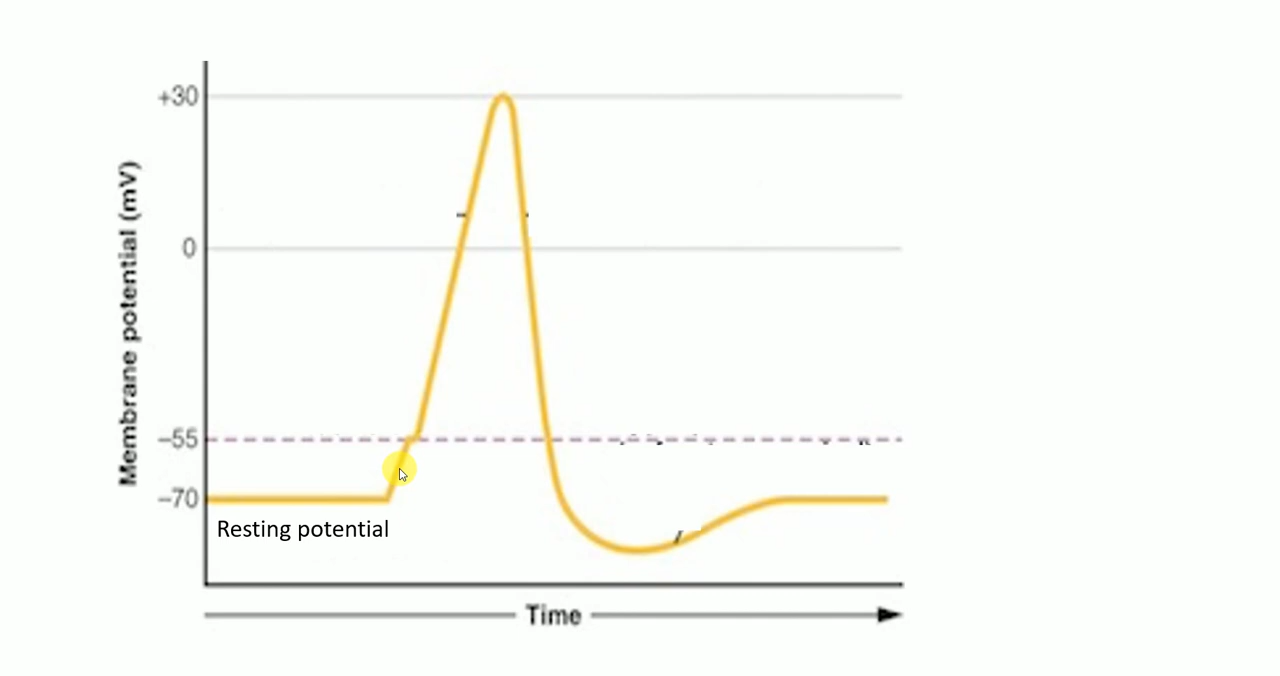 +30
0
–55
–70
Membrane potential (mV)
Resting potential
Time